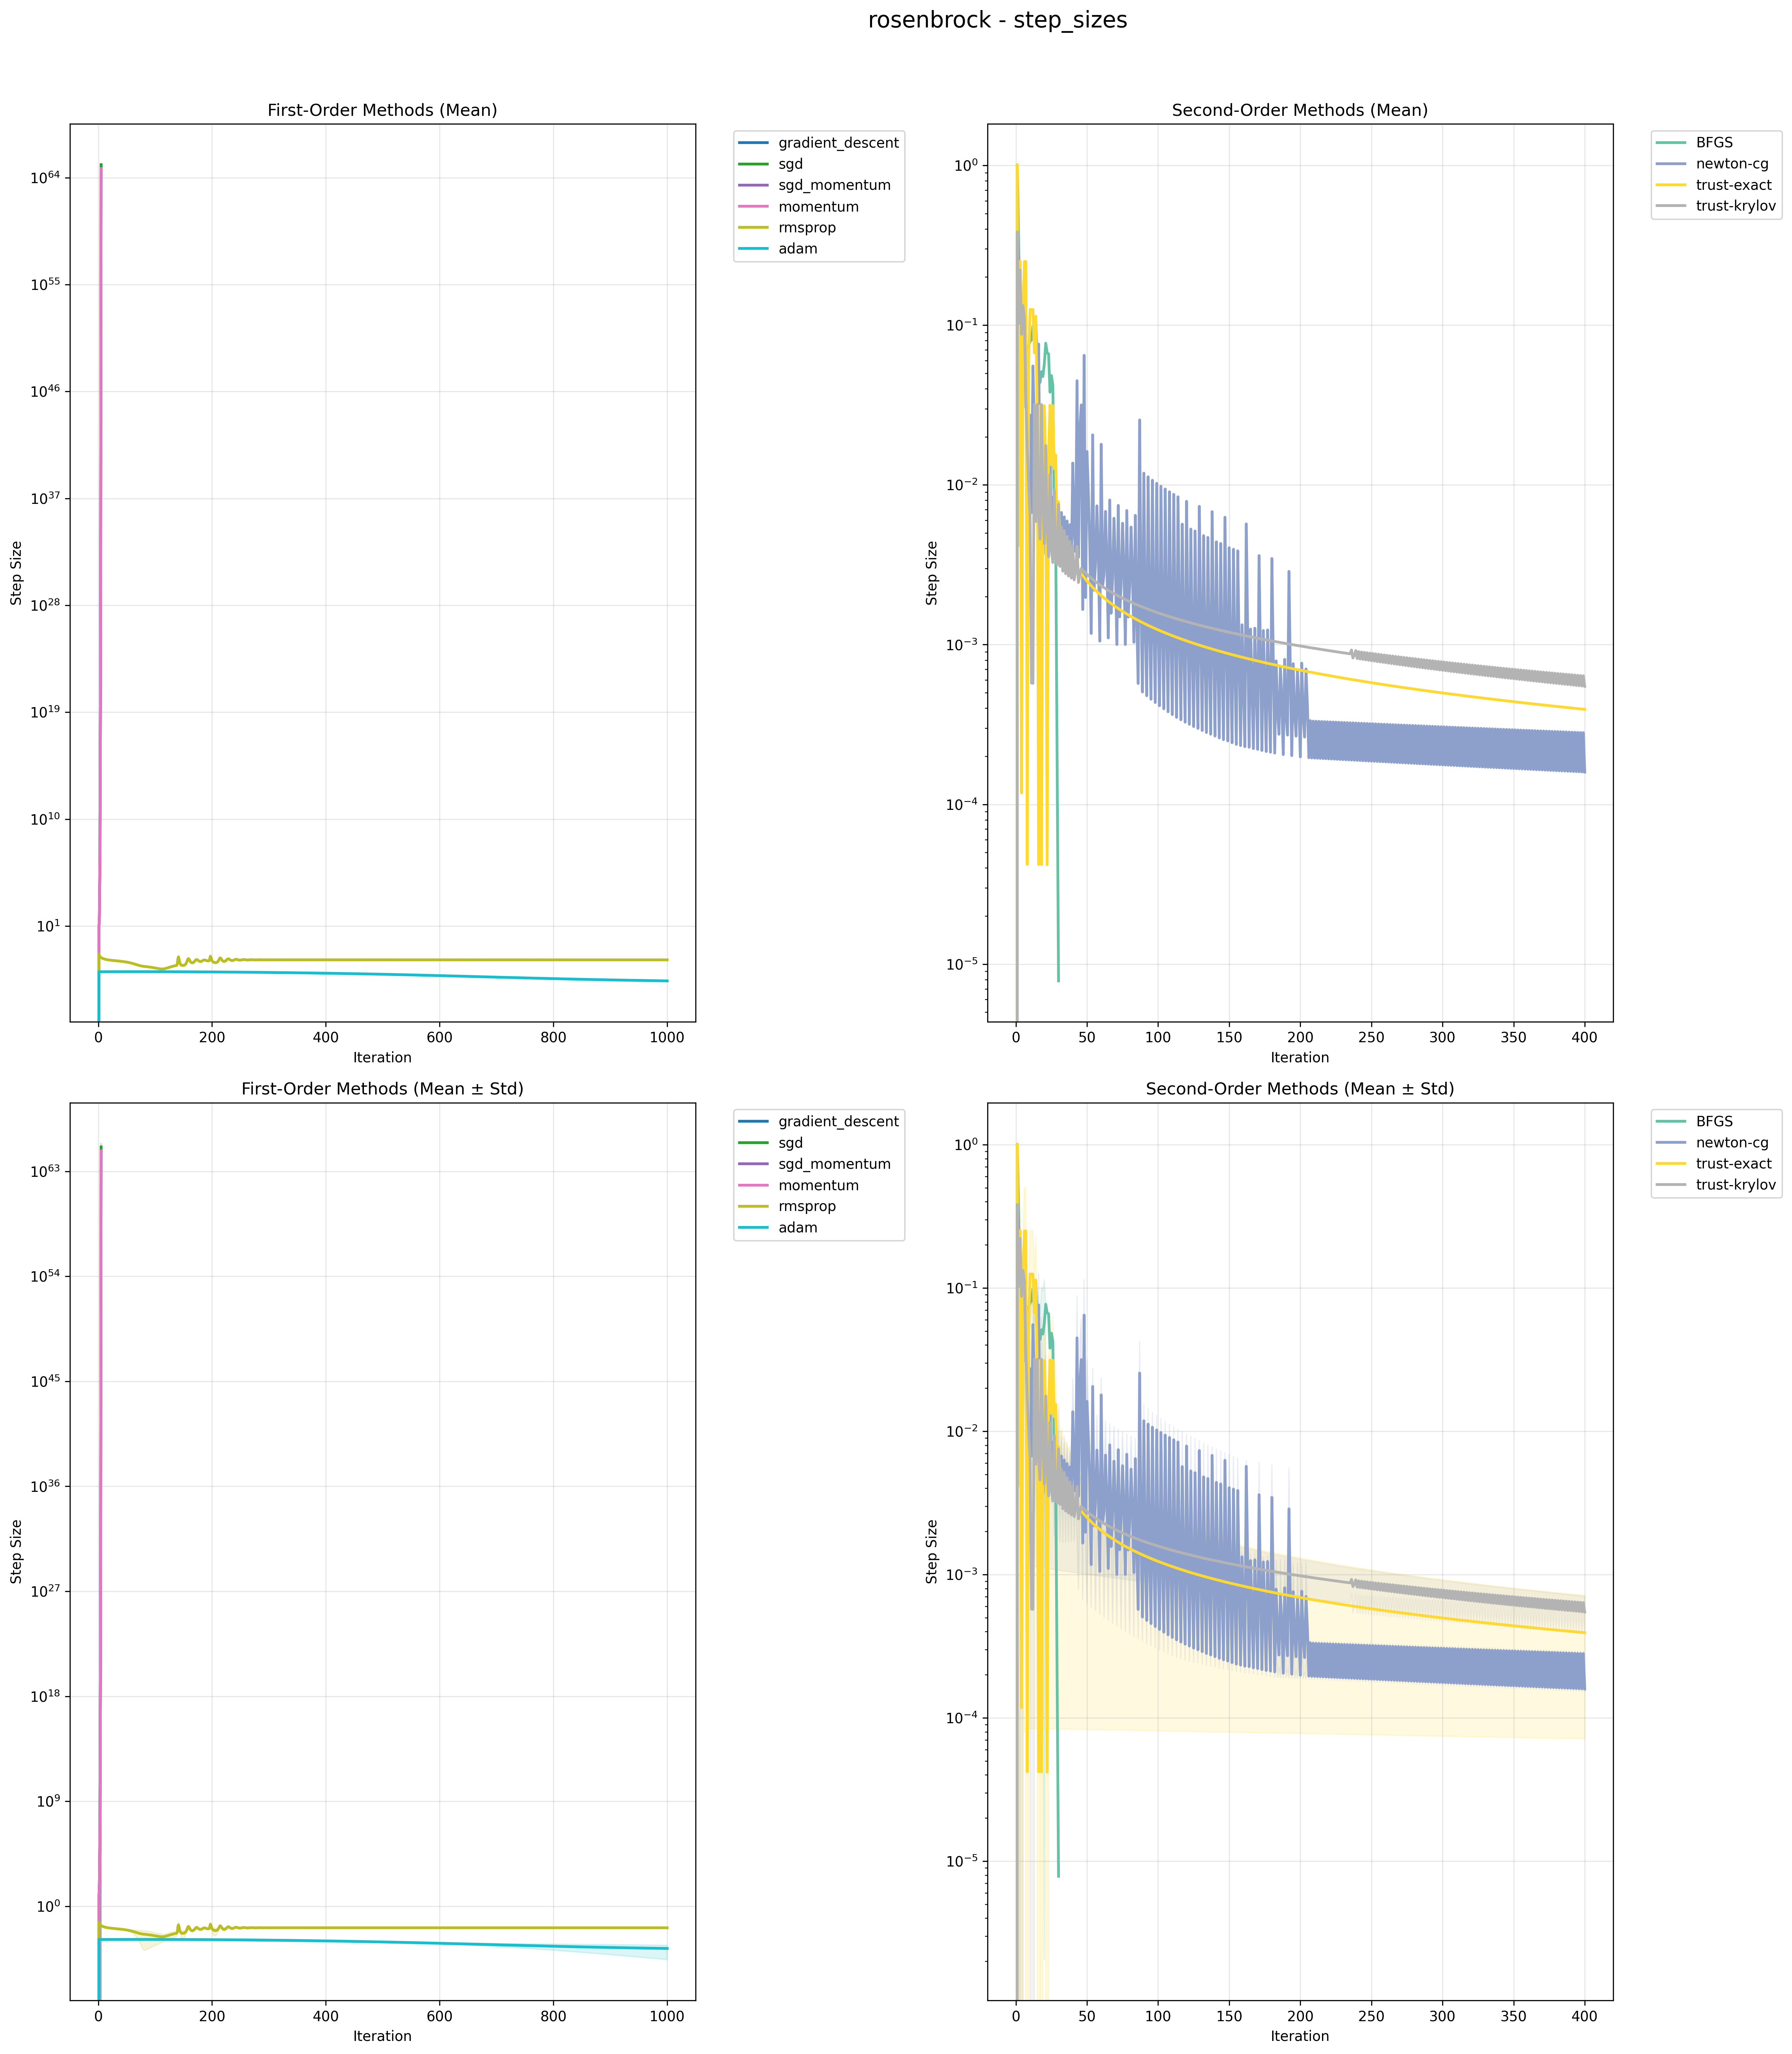 rosenbrock - step_sizes
First-Order Methods (Mean)
10^64
10^55
10^46
10^37
10^28
10^19
10^10
10^1
Step Size
0 200 400 600 800 1000
Iteration
gradient_descent
sgd
sgd_momentum
momentum
rmsprop
adam
Second-Order Methods (Mean)
10^0
10^−1
10^−2
10^−3
10^−4
10^−5
Step Size
0 50 100 150 200 250 300 350 400
Iteration
BFGS
newton-cg
trust-exact
trust-krylov
First-Order Methods (Mean ± Std)
10^63
10^54
10^45
10^36
10^27
10^18
10^9
10^0
Step Size
0 200 400 600 800 1000
Iteration
gradient_descent
sgd
sgd_momentum
momentum
rmsprop
adam
Second-Order Methods (Mean ± Std)
10^0
10^−1
10^−2
10^−3
10^−4
10^−5
Step Size
0 50 100 150 200 250 300 350 400
Iteration
BFGS
newton-cg
trust-exact
trust-krylov